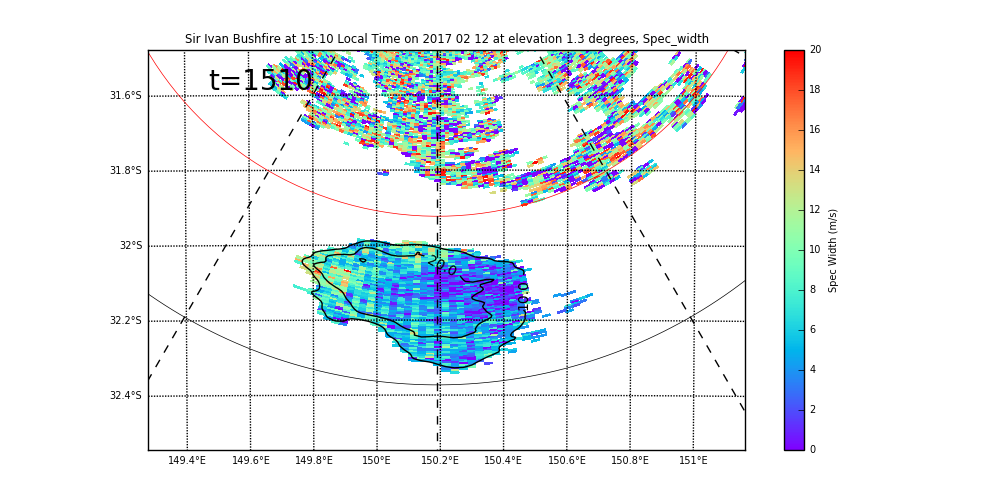 Sir Ivan Bushfire at 15:10 Local Time on 2017 02 12 at elevation 1.3 degrees, Spec_width
t=1510
31.6°S
31.8°S
32°S
32.2°S
32.4°S
149.4°E 149.6°E 149.8°E 150°E 150.2°E 150.4°E 150.6°E 150.8°E 151°E
20
18
16
14
12
10
8
6
4
2
0
Spec Width (m/s)